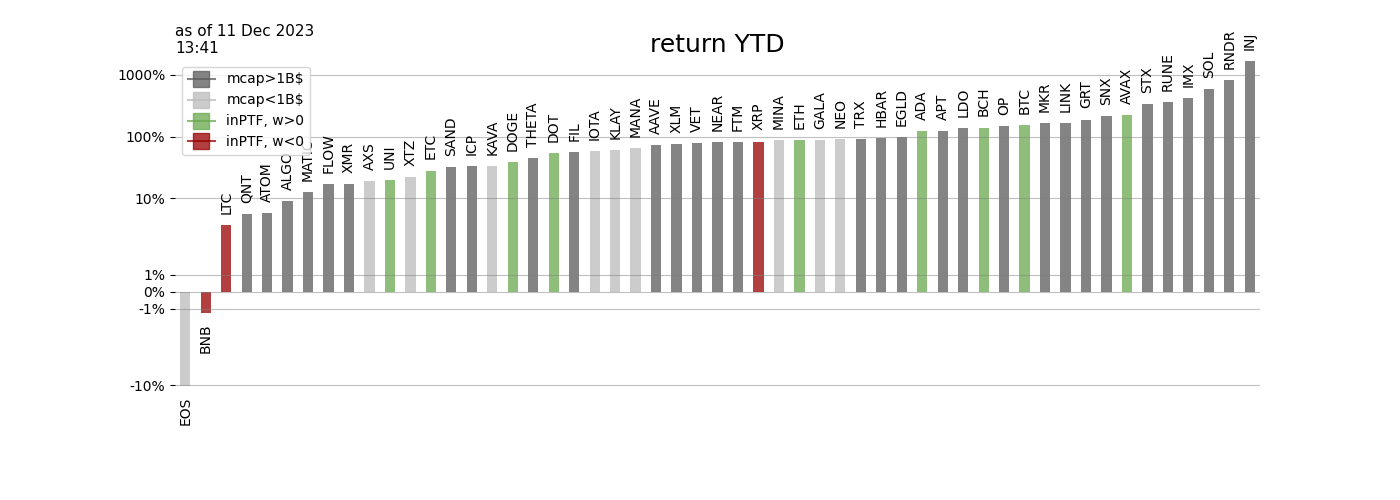 as of 11 Dec 2023
13:41
return YTD
mcap>1B$
mcap<1B$
inPTF, w>0
inPTF, w<0
1000%
100%
10%
1%
0%
-1%
-10%
EOS
BNB
LTC
QNT
ATOM
ALGO
MATIC
FLOW
XMR
AXS
UNI
XTZ
ETC
SAND
ICP
KAVA
DOGE
THETA
DOT
FIL
IOTA
KLAY
MANA
AAVE
XLM
VET
NEAR
FTM
XRP
MINA
ETH
GALA
NEO
TRX
HBAR
EGLD
ADA
APT
LDO
BCH
OP
BTC
MKR
LINK
GRT
SNX
AVAX
STX
RUNE
IMX
SOL
RNDR
INJ